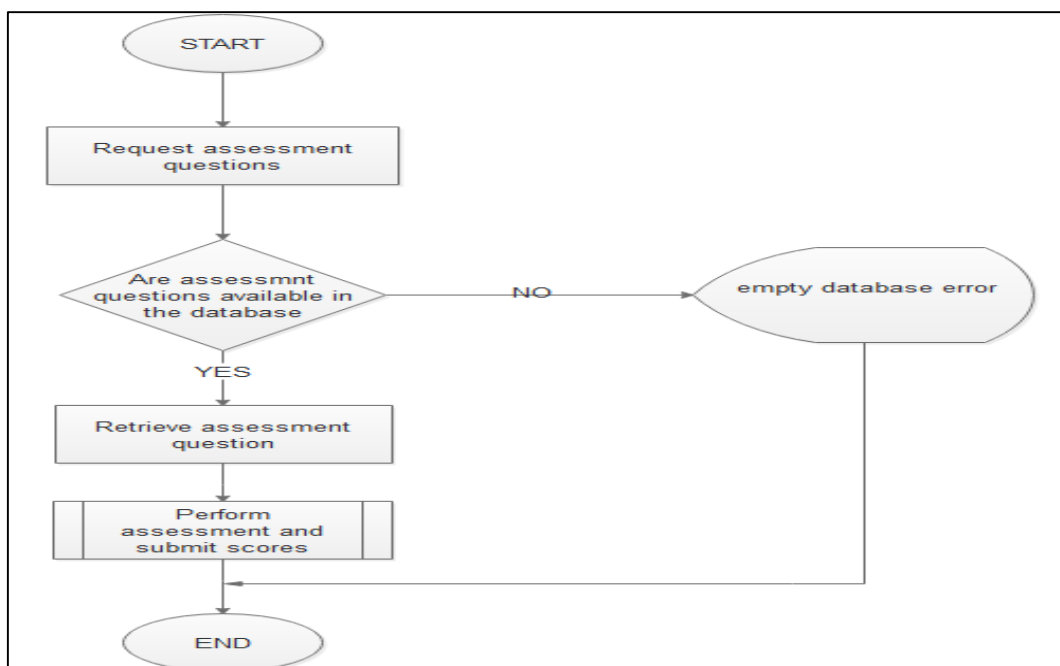 START
Request assessment
questions
Are assessmnt
questions available in
the database
NO
empty database error
YES
Retrieve assessment
question
Perform
assessment and
submit scores
END